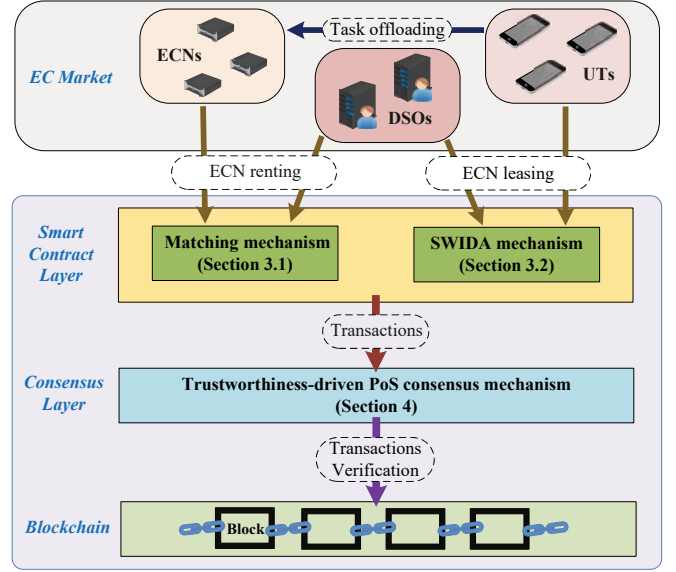 Task offloading
ECNs
UTs
EC Market
DSOs
ECN renting
ECN leasing
Smart
Contract
Layer
Matching mechanism
(Section 3.1)
SWIDA mechanism
(Section 3.2)
Transactions
Consensus
Layer
Trustworthiness-driven PoS consensus mechanism
(Section 4)
Transactions
Verification
Blockchain
Block